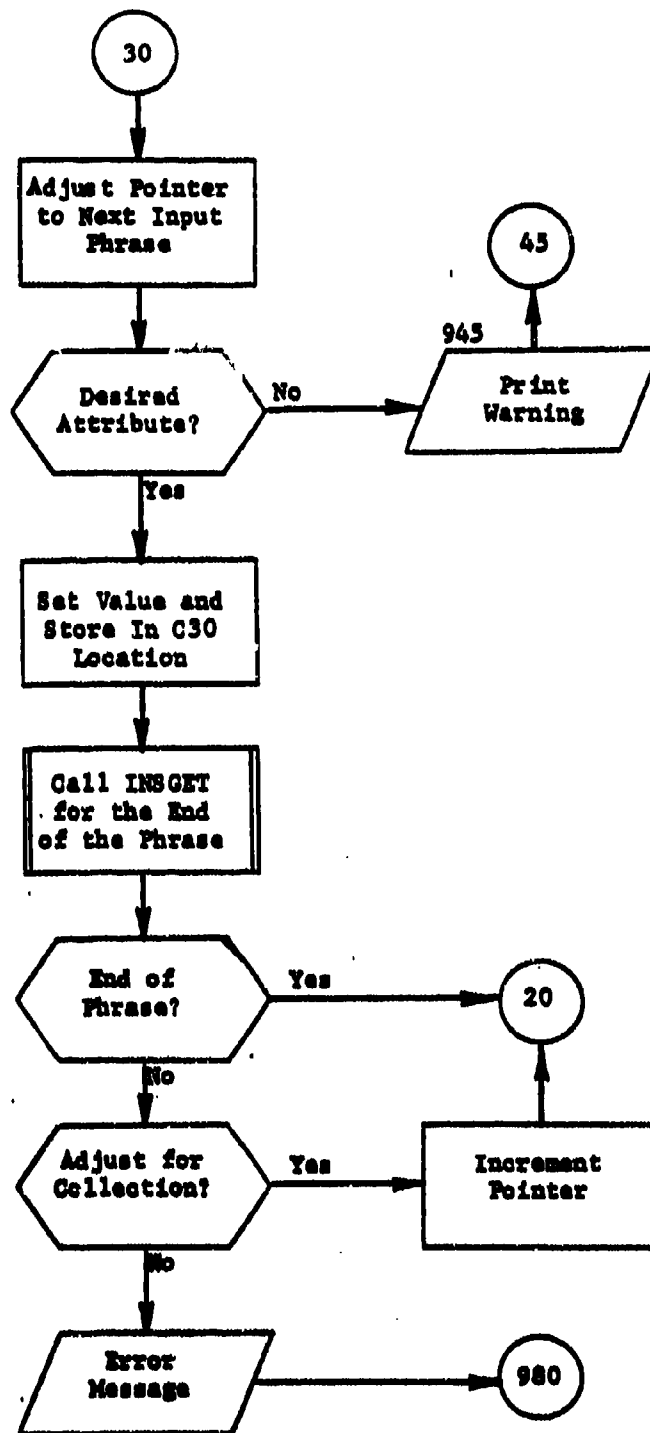 30
Adjust Pointer
to Next Input
Phrase
45
945
Print
Warning
Desired
Attribute?
No
Yes
Set Value and
Store In C30
Location
Call INSGET
for the End
of the Phrase
End of
Phrase?
Yes
20
No
Adjust for
Collection?
Yes
Increment
Pointer
No
Error
Message
980